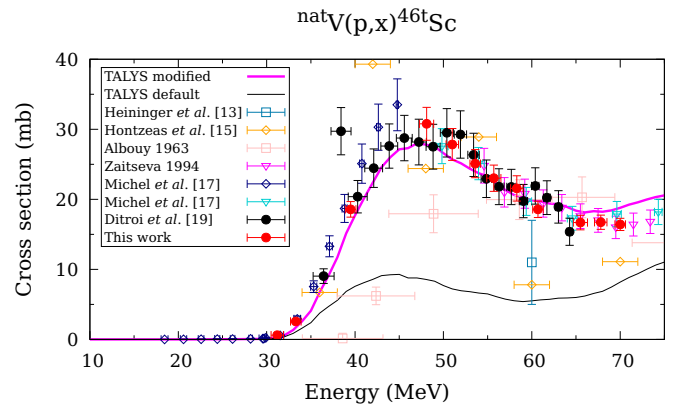 natV(p,x)46tSc
Cross section (mb)
40
30
20
10
0
TALYS modified
TALYS default
Heininger et al. [13]
Hontzeas et al. [15]
Albouy 1963
Zaitseva 1994
Michel et al. [17]
Michel et al. [17]
Ditroi et al. [19]
This work
10 20 30 40 50 60 70
Energy (MeV)